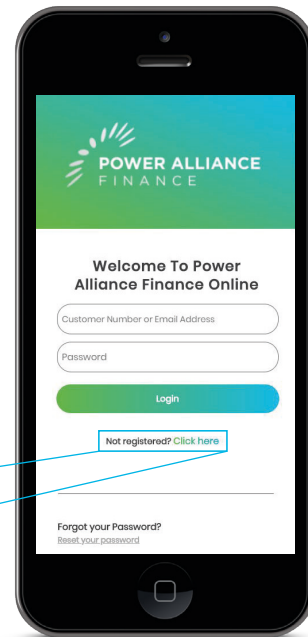 POWER ALLIANCE
FINANCE
Welcome To Power
Alliance Finance Online
Customer Number or Email Address
Password
Login
Not registered? Click here
Forgot your Password?
Reset your password